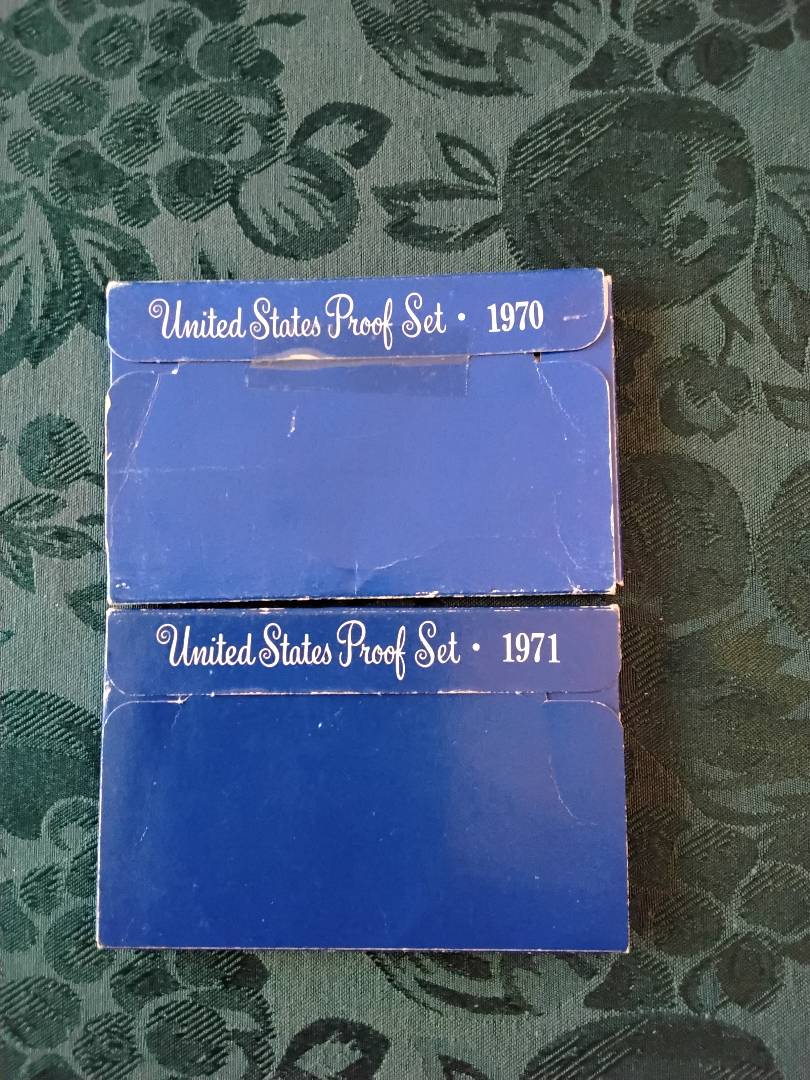 United States Proof Set • 1970
United States Proof Set • 1971